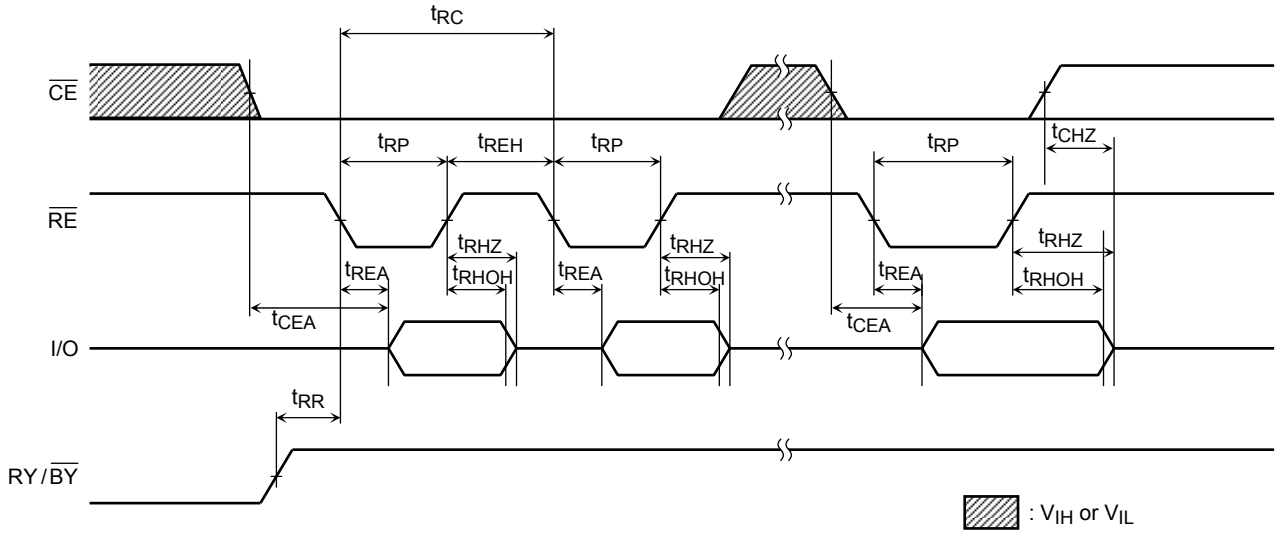 tRC
CE
tCHZ
tRP tREH tRP tRP
RE
tRHZ tRHZ tRHZ
tREA tRHOH tREA tRHOH tREA tRHOH
tCEA tCEA
I/O
tRR
RY/BY
: VIH or VIL